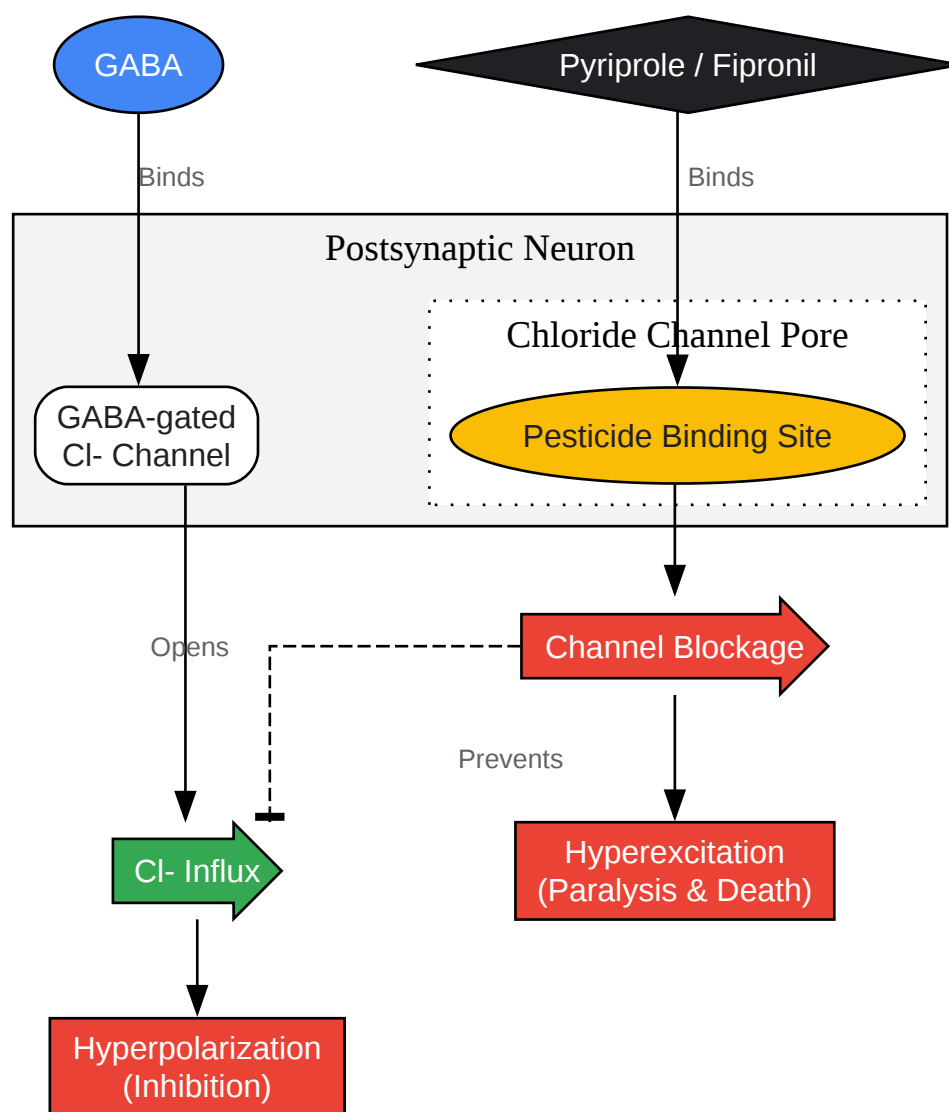 GABA
Pyriprole / Fipronil
Binds
Binds
Postsynaptic Neuron
Chloride Channel Pore
GABA-gated
Cl- Channel
Pesticide Binding Site
Opens
Channel Blockage
Prevents
Cl- Influx
Hyperexcitation
(Paralysis & Death)
Hyperpolarization
(Inhibition)